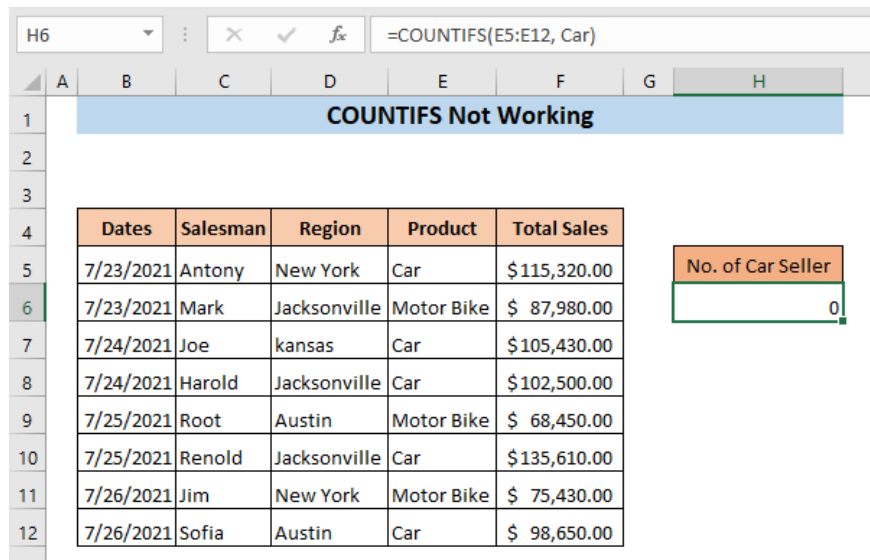 H6 fx =COUNTIFS(E5:E12, Car)
A B C D E F G H
1 COUNTIFS Not Working
2
3
4 Dates Salesman Region Product Total Sales
5 7/23/2021 Antony New York Car $115,320.00 No. of Car Seller
6 7/23/2021 Mark Jacksonville Motor Bike $ 87,980.00 0
7 7/24/2021 Joe kansas Car $105,430.00
8 7/24/2021 Harold Jacksonville Car $102,500.00
9 7/25/2021 Root Austin Motor Bike $ 68,450.00
10 7/25/2021 Renold Jacksonville Car $135,610.00
11 7/26/2021 Jim New York Motor Bike $ 75,430.00
12 7/26/2021 Sofia Austin Car $ 98,650.00